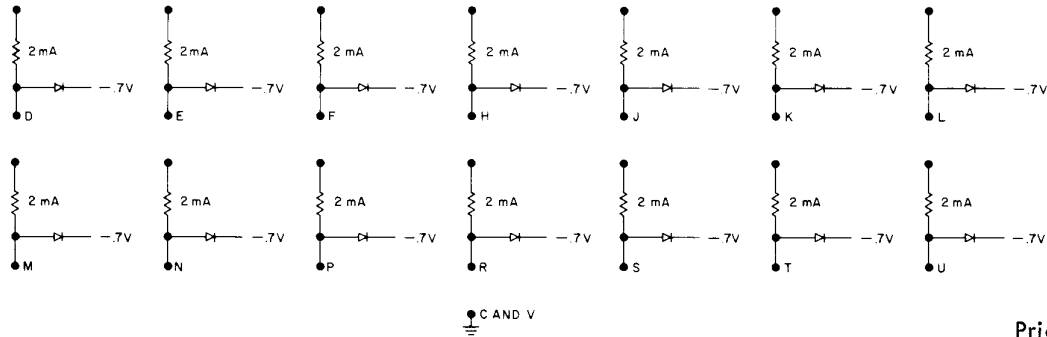 2 mA 2 mA 2 mA 2 mA 2 mA 2 mA 2 mA
-.7V -.7V -.7V -.7V -.7V -.7V -.7V
D E F H J K L
2 mA 2 mA 2 mA 2 mA 2 mA 2 mA 2 mA
-.7V -.7V -.7V -.7V -.7V -.7V -.7V
M N P R S T U
C AND V